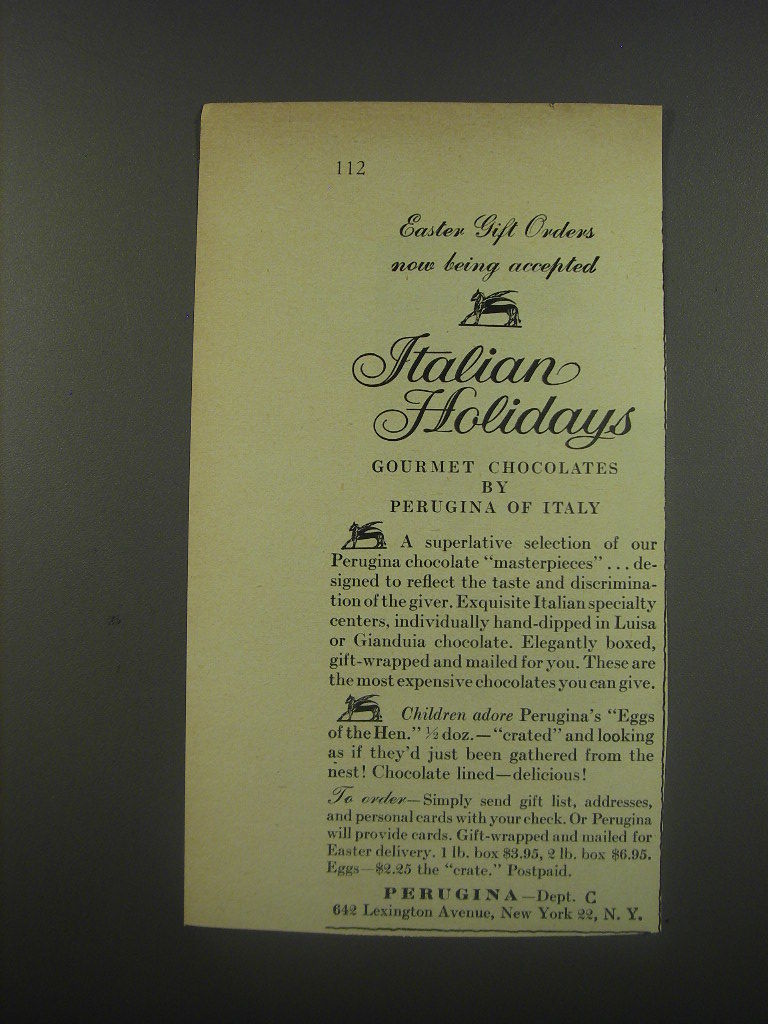 112
Easter Gift Orders
now being accepted
Italian
Holidays
GOURMET CHOCOLATES
BY
PERUGINA OF ITALY
A superlative selection of our
Perugina chocolate "masterpieces" . . . de-
signed to reflect the taste and discrimina-
tion of the giver. Exquisite Italian specialty
centers, individually hand-dipped in Luisa
or Gianduia chocolate. Elegantly boxed,
gift-wrapped and mailed for you. These are
the most expensive chocolates you can give.
Children adore Perugina's "Eggs
of the Hen." ½ doz.—"crated" and looking
as if they'd just been gathered from the
nest! Chocolate lined—delicious!
To order—Simply send gift list, addresses,
and personal cards with your check. Or Perugina
will provide cards. Gift-wrapped and mailed for
Easter delivery. 1 lb. box $3.95, 2 lb. box $6.95.
Eggs—$2.25 the "crate." Postpaid.
PERUGINA—Dept. C
642 Lexington Avenue, New York 22, N. Y.